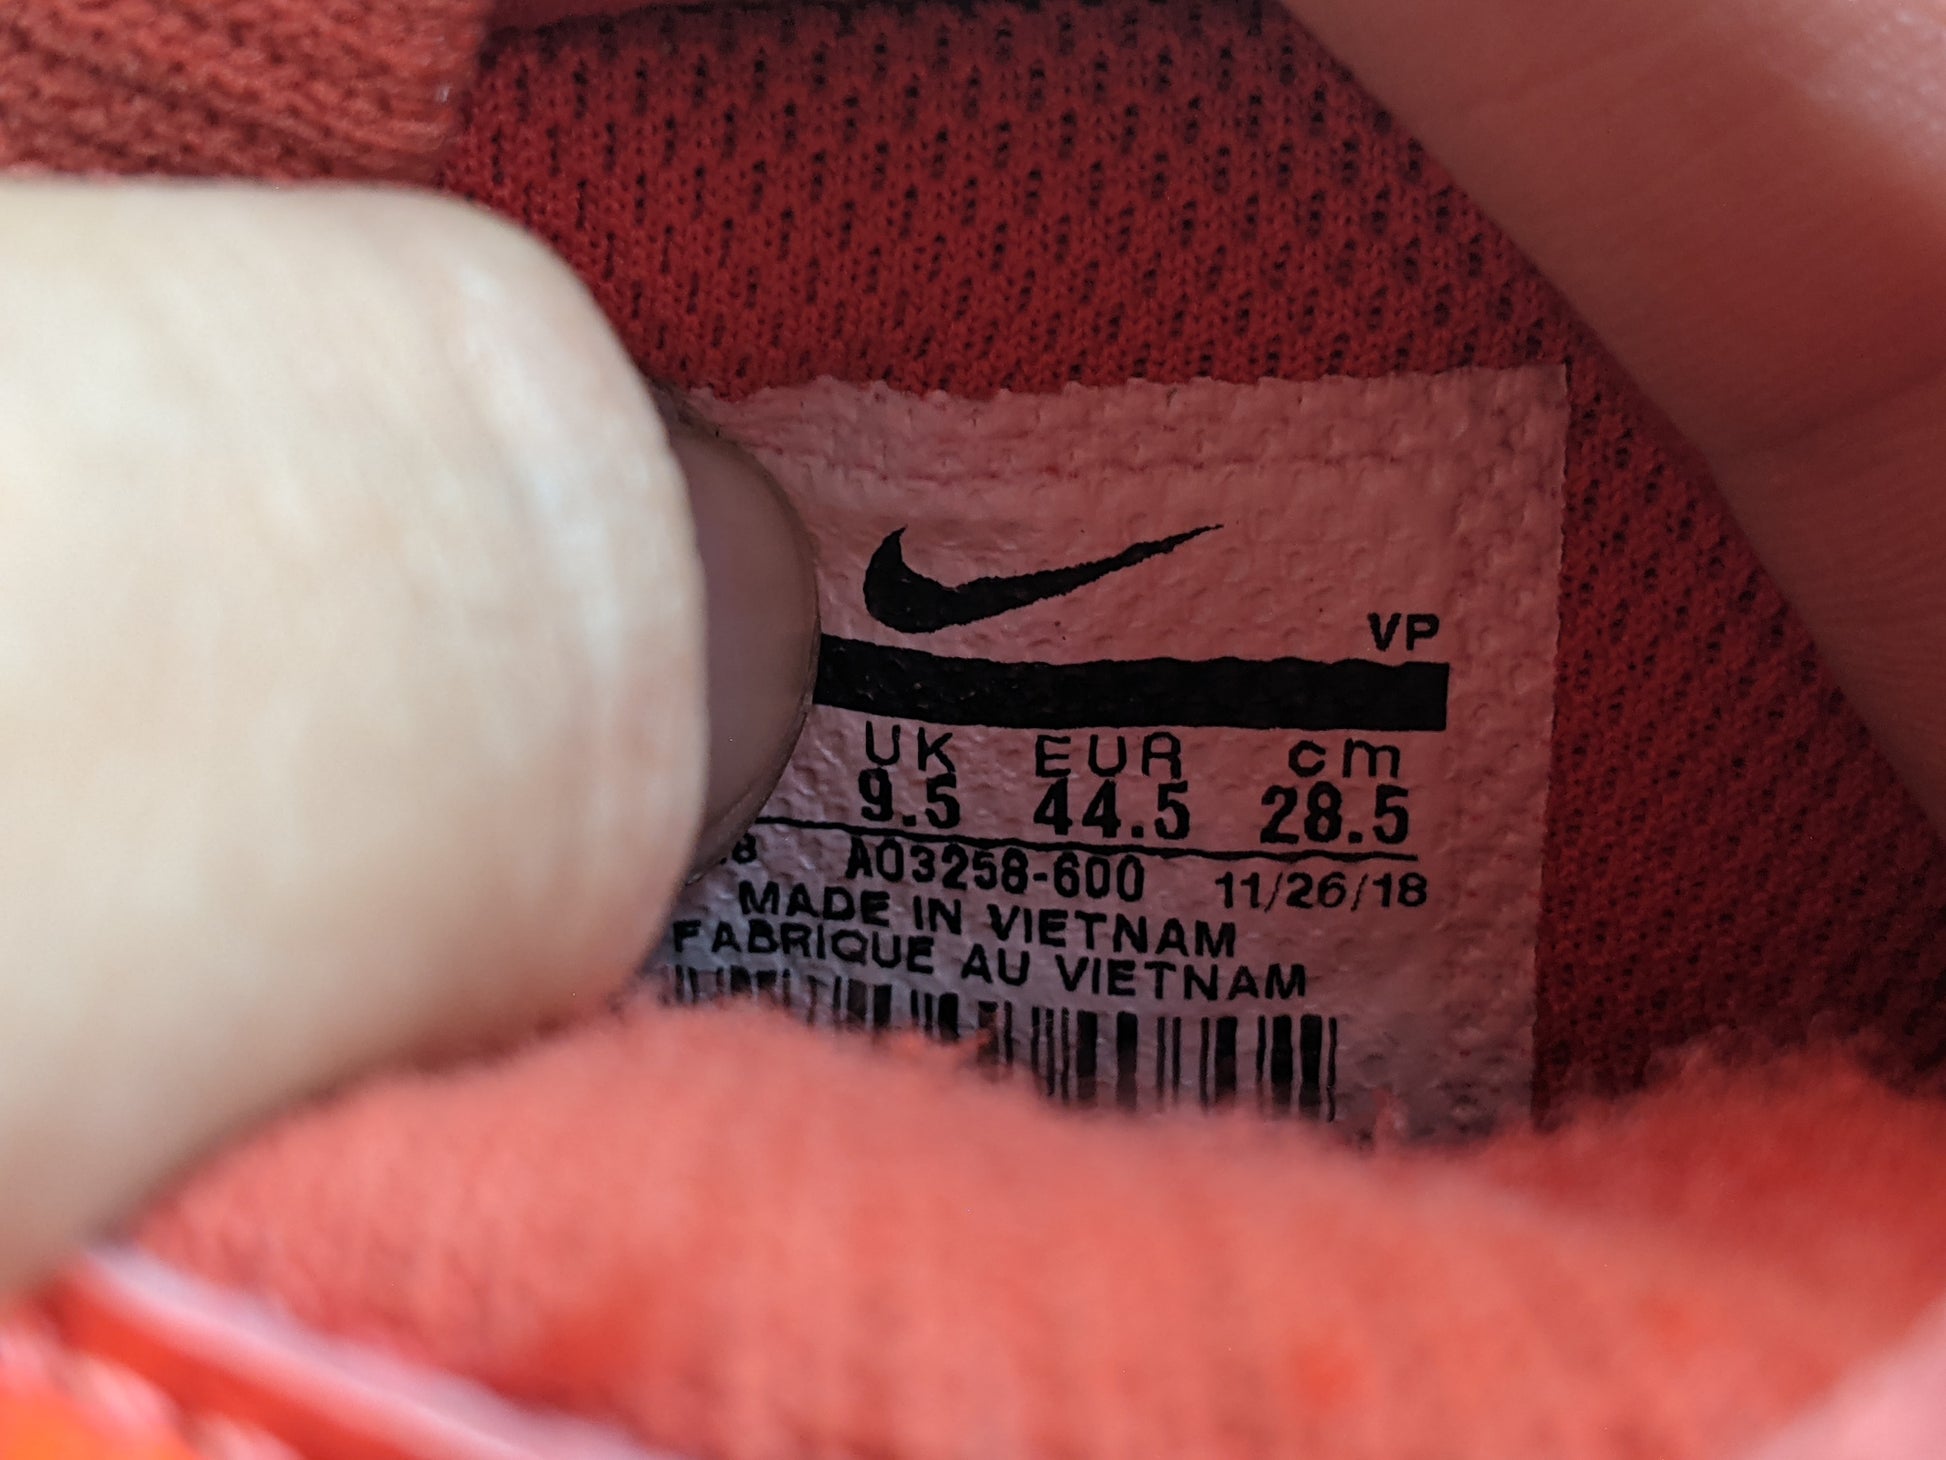 VP
UK EUR cm
9.5 44.5 28.5
AO3258-600 11/26/18
MADE IN VIETNAM
FABRIQUE AU VIETNAM